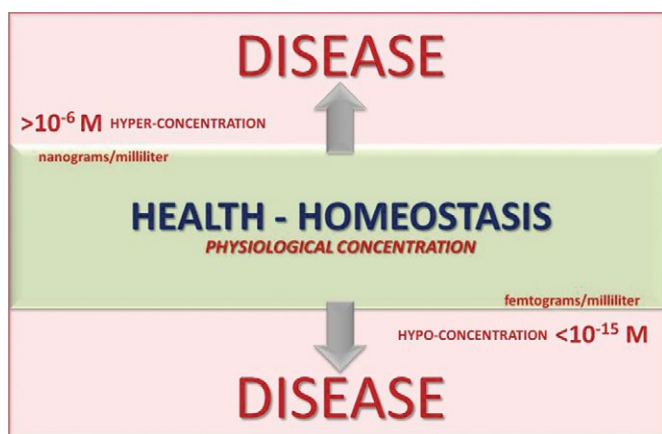 DISEASE
>10⁻⁶ M HYPER-CONCENTRATION
nanograms/milliliter
HEALTH - HOMEOSTASIS
PHYSIOLOGICAL CONCENTRATION
femtograms/milliliter
HYPO-CONCENTRATION <10⁻¹⁵ M
DISEASE